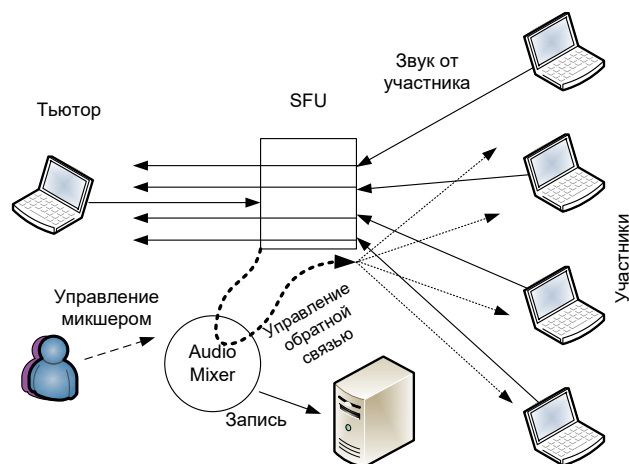 Звук от
участника
SFU
Тьютор
Участники
Управление
микшером
Управление
обратной
связью
Audio
Mixer
Запись